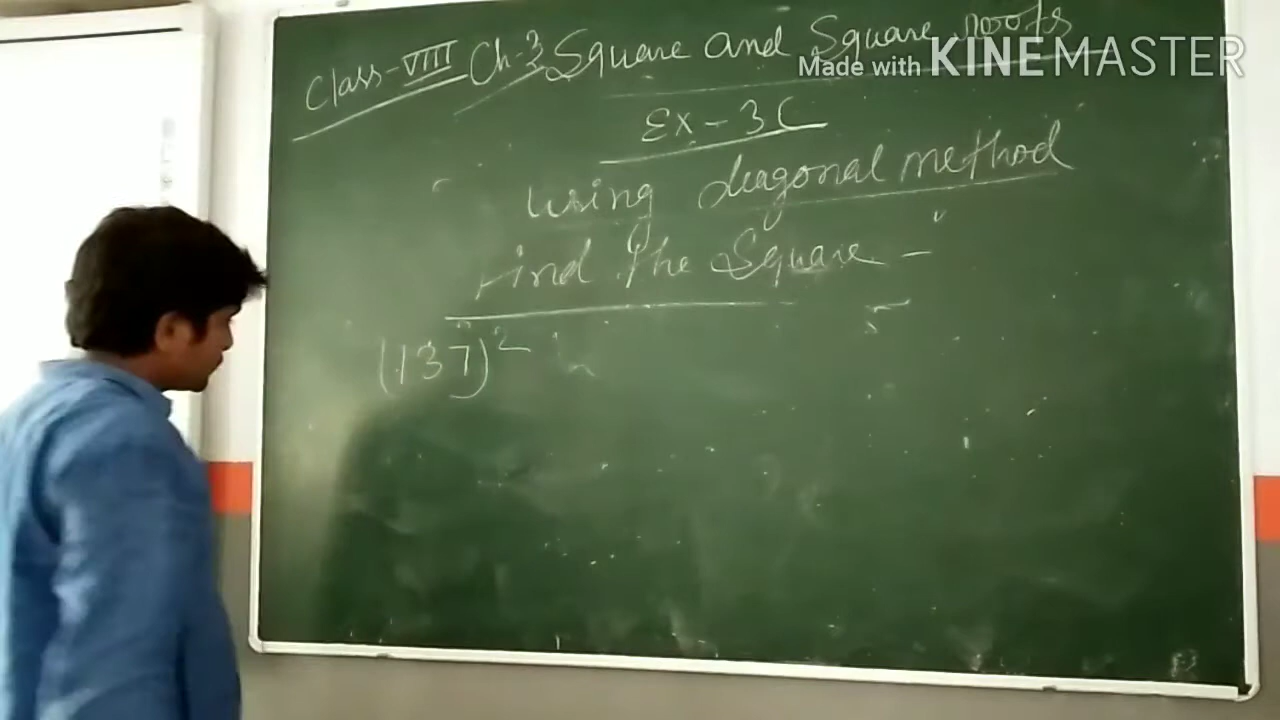 Class-VIII Ch-3 Square and Square roots
Made with KINEMASTER
Ex-3C
Using diagonal method
Find the Square -
(137)²